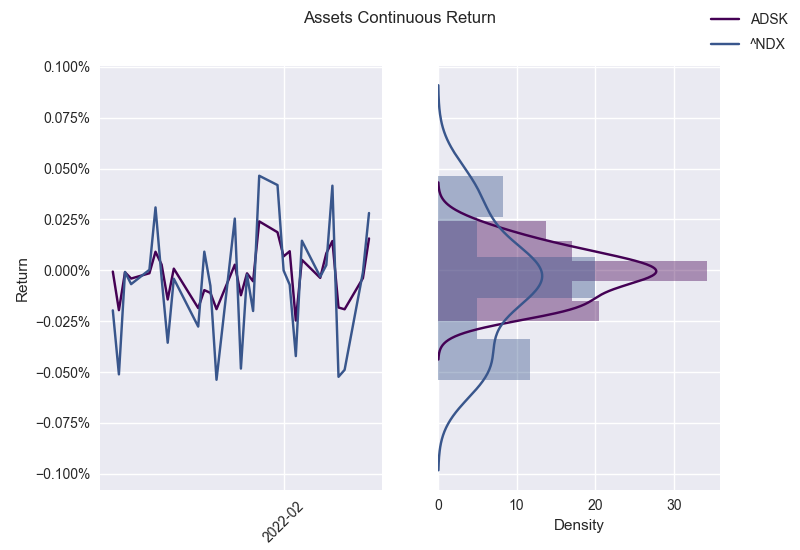 Assets Continuous Return
ADSK
^NDX
0.100%
0.075%
0.050%
0.025%
0.000%
−0.025%
−0.050%
−0.075%
−0.100%
Return
2022-02
0 10 20 30
Density